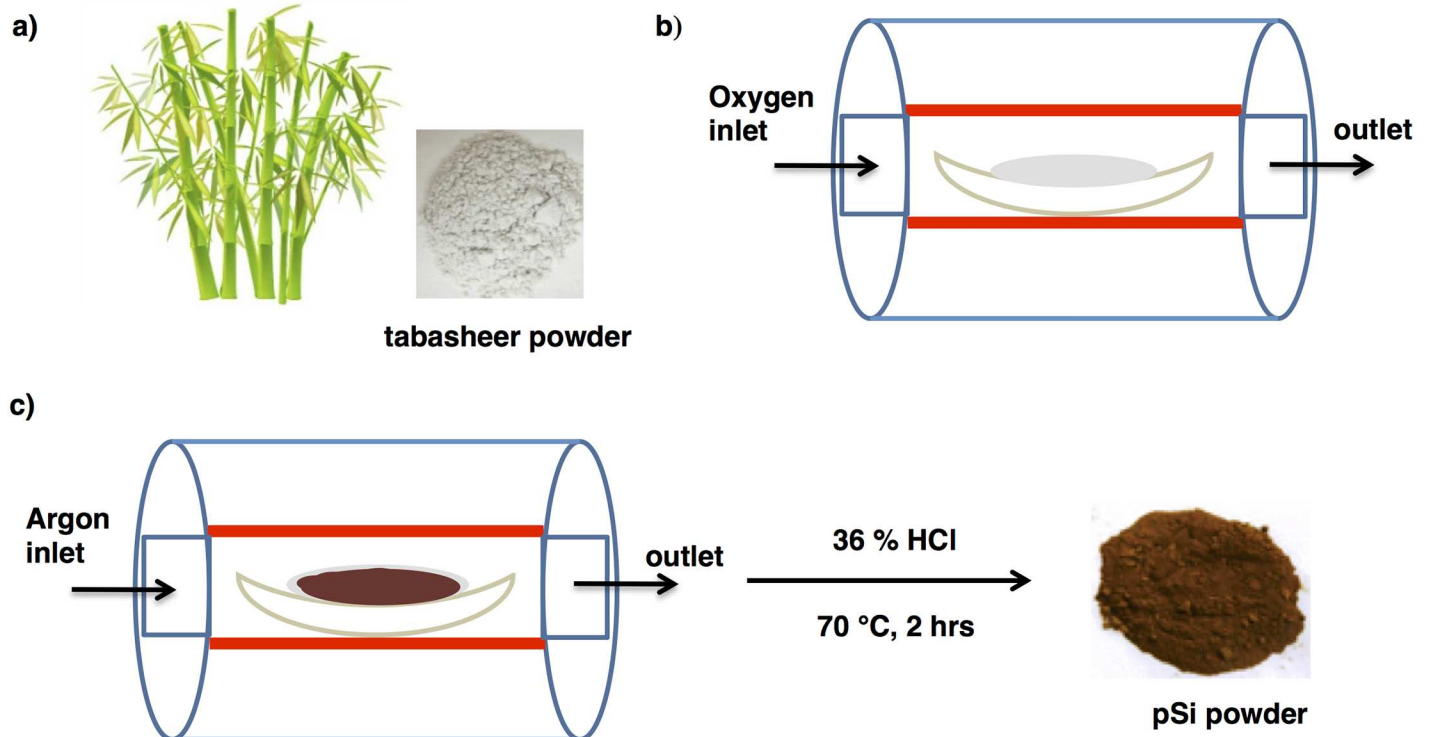 a)
tabasheer powder
b)
Oxygen
inlet
outlet
c)
Argon
inlet
outlet
36 % HCl
70 °C, 2 hrs
pSi powder